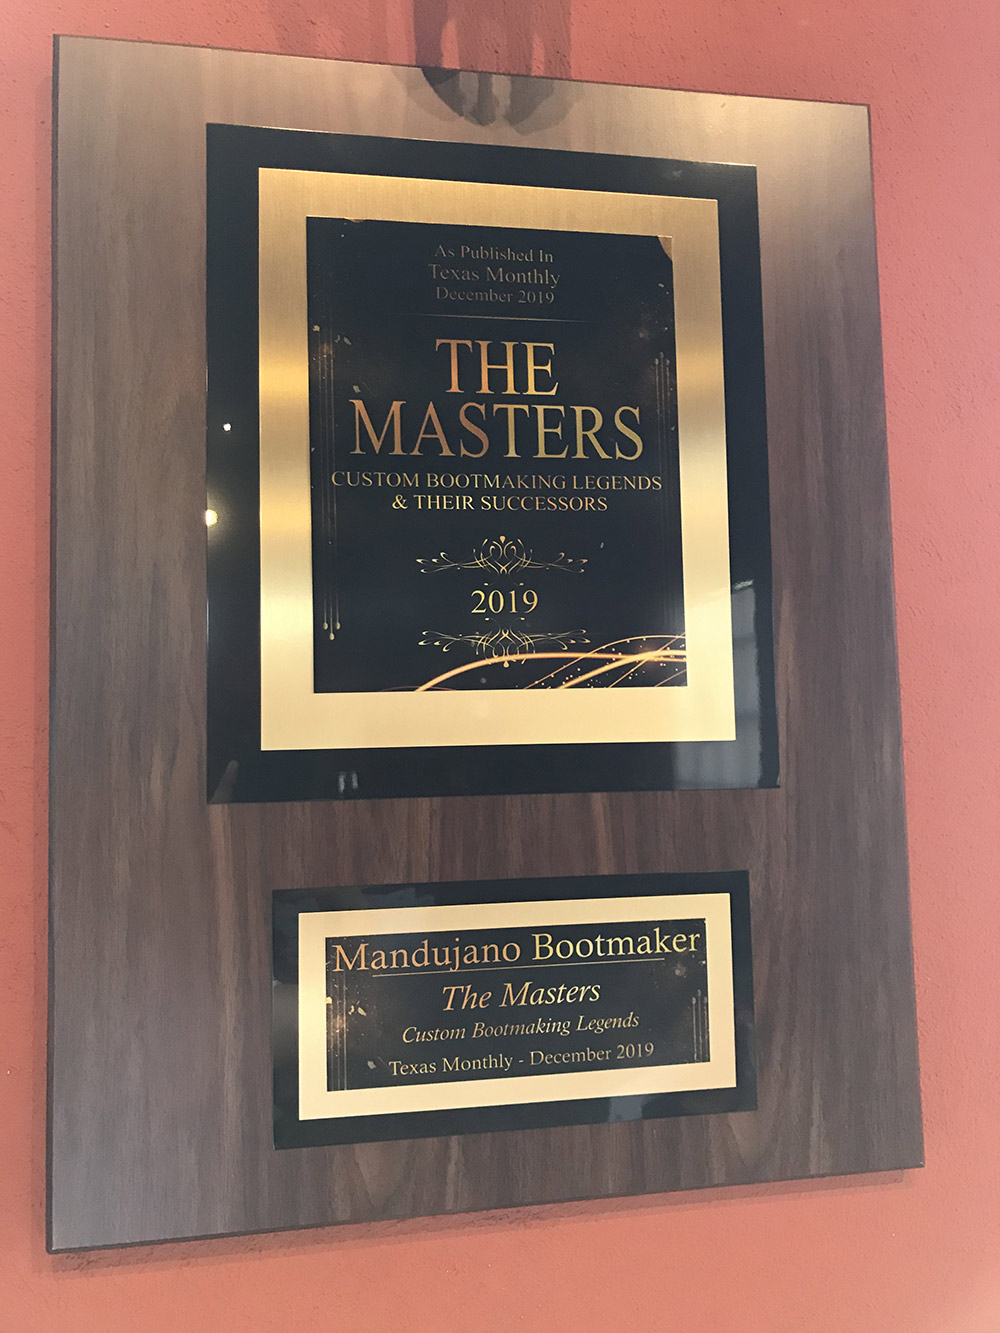 As Published In
Texas Monthly
December 2019
THE
MASTERS
CUSTOM BOOTMAKING LEGENDS
& THEIR SUCCESSORS
2019
Mandujano Bootmaker
The Masters
Custom Bootmaking Legends
Texas Monthly - December 2019